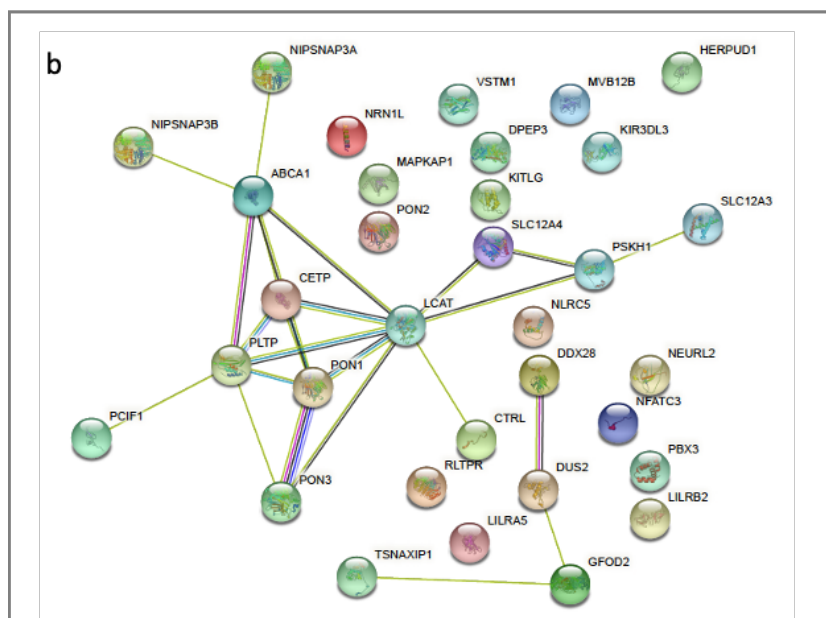 b
NIPSNAP3A
HERPUD1
VSTM1
MVB12B
NIPSNAP3B
NRN1L
DPEP3
KIR3DL3
MAPKAP1
ABCA1
KITLG
SLC12A3
PON2
SLC12A4
PSKH1
CETP
LCAT
NLRC5
PLTP
PON1
DDX28
NEURL2
NFATC3
PCIF1
CTRL
PBX3
RLTPR
DUS2
PON3
LILRB2
LILRA5
TSNAXIP1
GFOD2